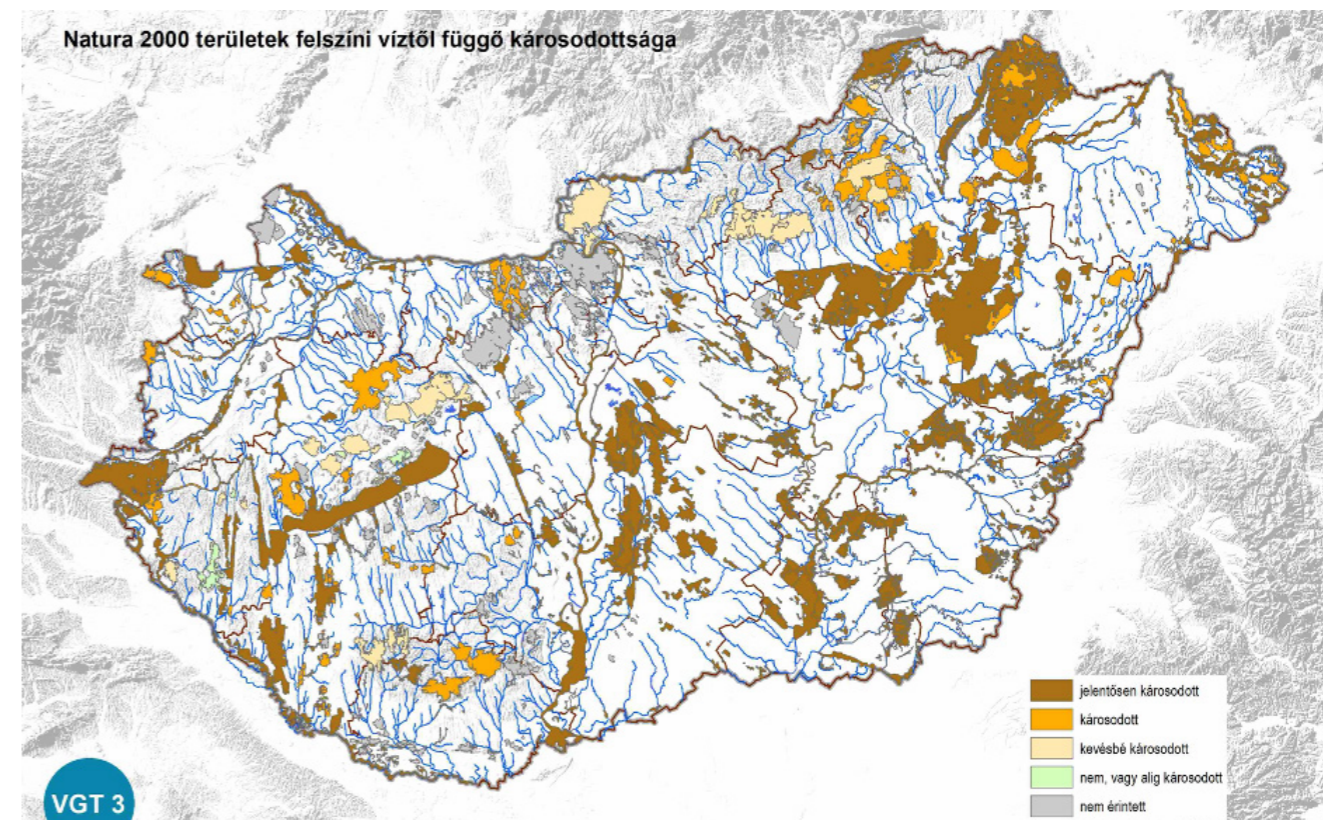 Natura 2000 területek felszíni víztől függő károsodottsága
jelentősen károsodott
károsodott
kevésbé károsodott
nem, vagy alig károsodott
nem érintett
VGT 3